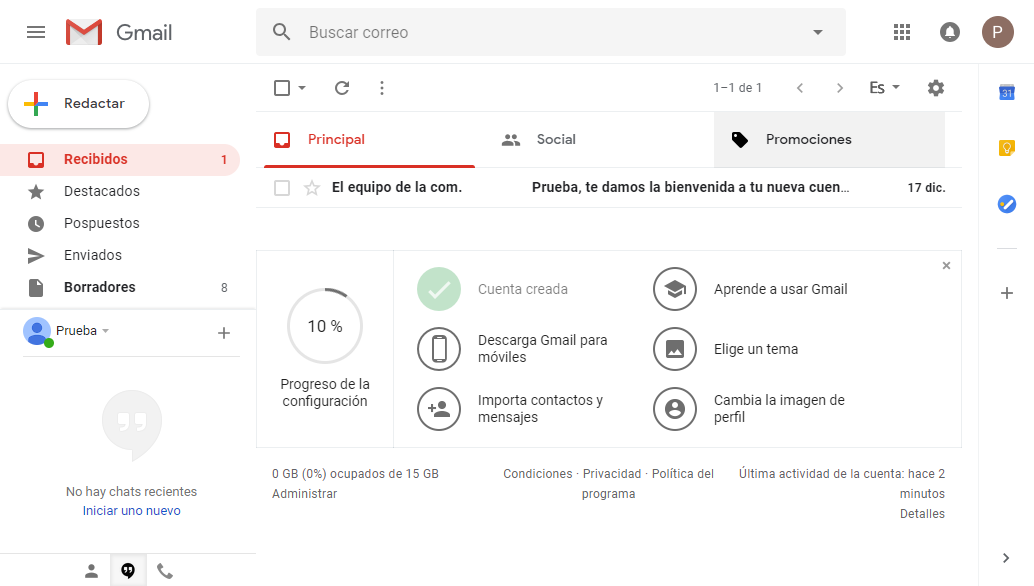 Gmail
Buscar correo
P
Redactar
1–1 de 1
Es
31
Principal
Social
Promociones
Recibidos 1
Destacados
Pospuestos
Enviados
Borradores 8
El equipo de la com. Prueba, te damos la bienvenida a tu nueva cuen… 17 dic.
Prueba
10 %
Progreso de la
configuración
Cuenta creada
Aprende a usar Gmail
Descarga Gmail para
móviles
Elige un tema
Importa contactos y
mensajes
Cambia la imagen de
perfil
No hay chats recientes
Iniciar uno nuevo
0 GB (0%) ocupados de 15 GB
Administrar
Condiciones · Privacidad · Política del
programa
Última actividad de la cuenta: hace 2
minutos
Detalles